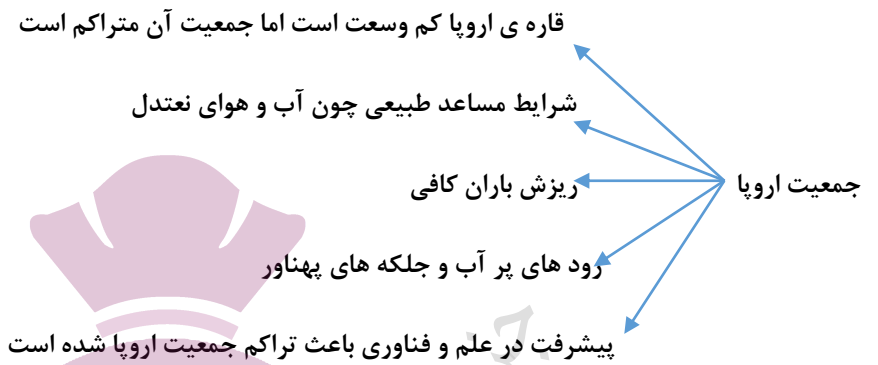 قاره ی اروپا کم وسعت است اما جمعیت آن متراکم است
شرایط مساعد طبیعی چون آب و هوای نعتدل
جمعیت اروپا
ریزش باران کافی
رود های پر آب و جلکه های پهناور
پیشرفت در علم و فناوری باعث تراکم جمعیت اروپا شده است